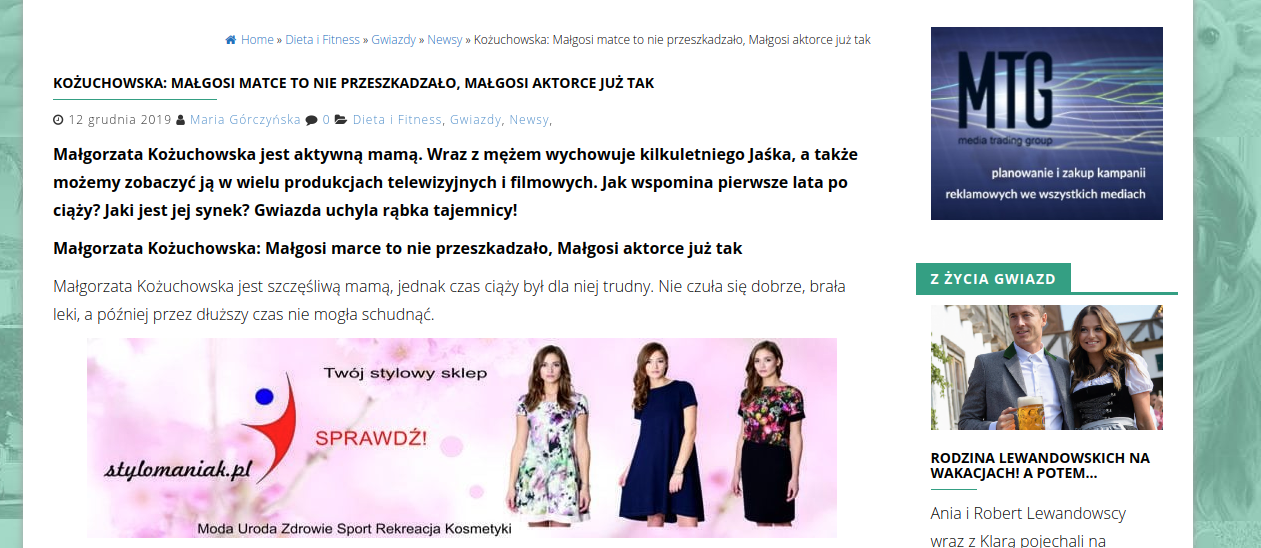 Home » Dieta i Fitness » Gwiazdy » Newsy » Kożuchowska: Małgosi matce to nie przeszkadzało, Małgosi aktorce już tak
KOŻUCHOWSKA: MAŁGOSI MATCE TO NIE PRZESZKADZAŁO, MAŁGOSI AKTORCE JUŻ TAK
12 grudnia 2019 Maria Górczyńska 0 Dieta i Fitness, Gwiazdy, Newsy,
Małgorzata Kożuchowska jest aktywną mamą. Wraz z mężem wychowuje kilkuletniego Jaśka, a także
możemy zobaczyć ją w wielu produkcjach telewizyjnych i filmowych. Jak wspomina pierwsze lata po
ciąży? Jaki jest jej synek? Gwiazda uchyla rąbka tajemnicy!
Małgorzata Kożuchowska: Małgosi marce to nie przeszkadzało, Małgosi aktorce już tak
Małgorzata Kożuchowska jest szczęśliwą mamą, jednak czas ciąży był dla niej trudny. Nie czuła się dobrze, brała
leki, a później przez dłuższy czas nie mogła schudnąć.
Twój stylowy sklep
SPRAWDŹ!
stylomaniak.pl
Moda Uroda Zdrowie Sport Rekreacja Kosmetyki
MTG
media trading group
planowanie i zakup kampanii
reklamowych we wszystkich mediach
Z ŻYCIA GWIAZD
RODZINA LEWANDOWSKICH NA
WAKACJACH! A POTEM...
Ania i Robert Lewandowscy
wraz z Klarą pojechali na